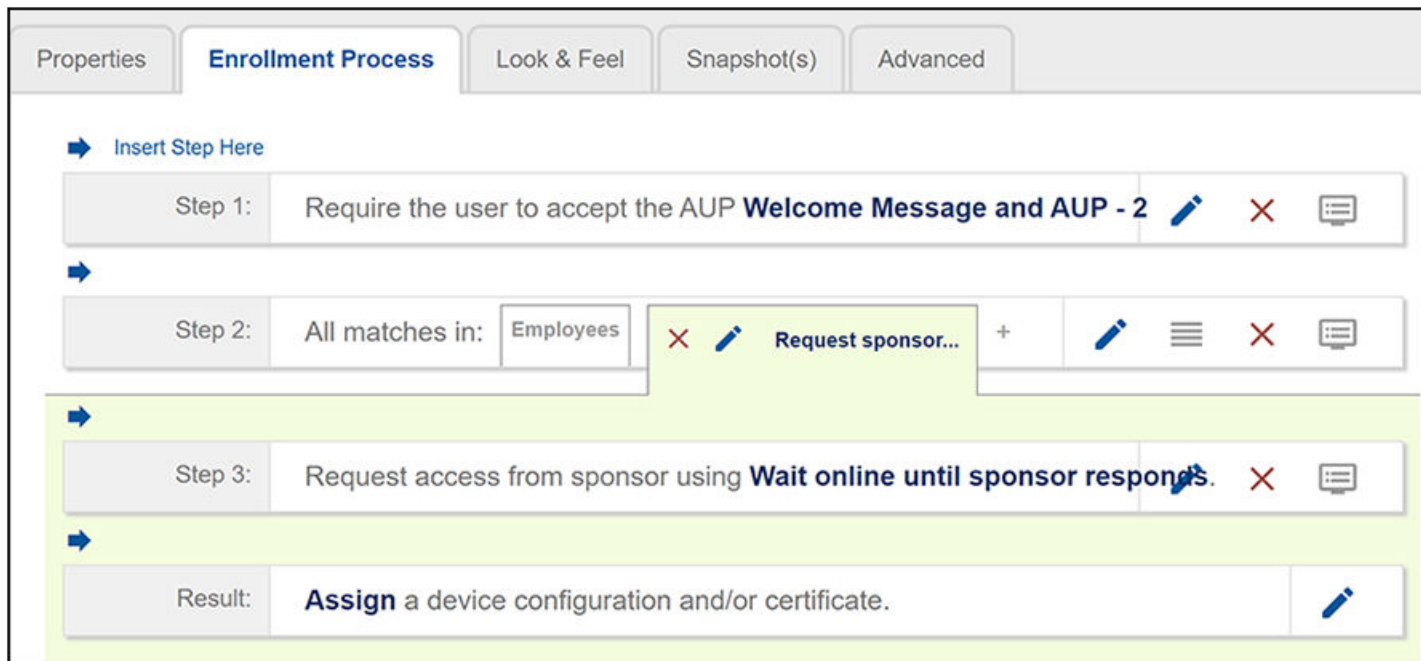 Properties Enrollment Process Look & Feel Snapshot(s) Advanced
Insert Step Here
Step 1: Require the user to accept the AUP Welcome Message and AUP - 2
Step 2: All matches in: Employees Request sponsor... +
Step 3: Request access from sponsor using Wait online until sponsor responds.
Result: Assign a device configuration and/or certificate.